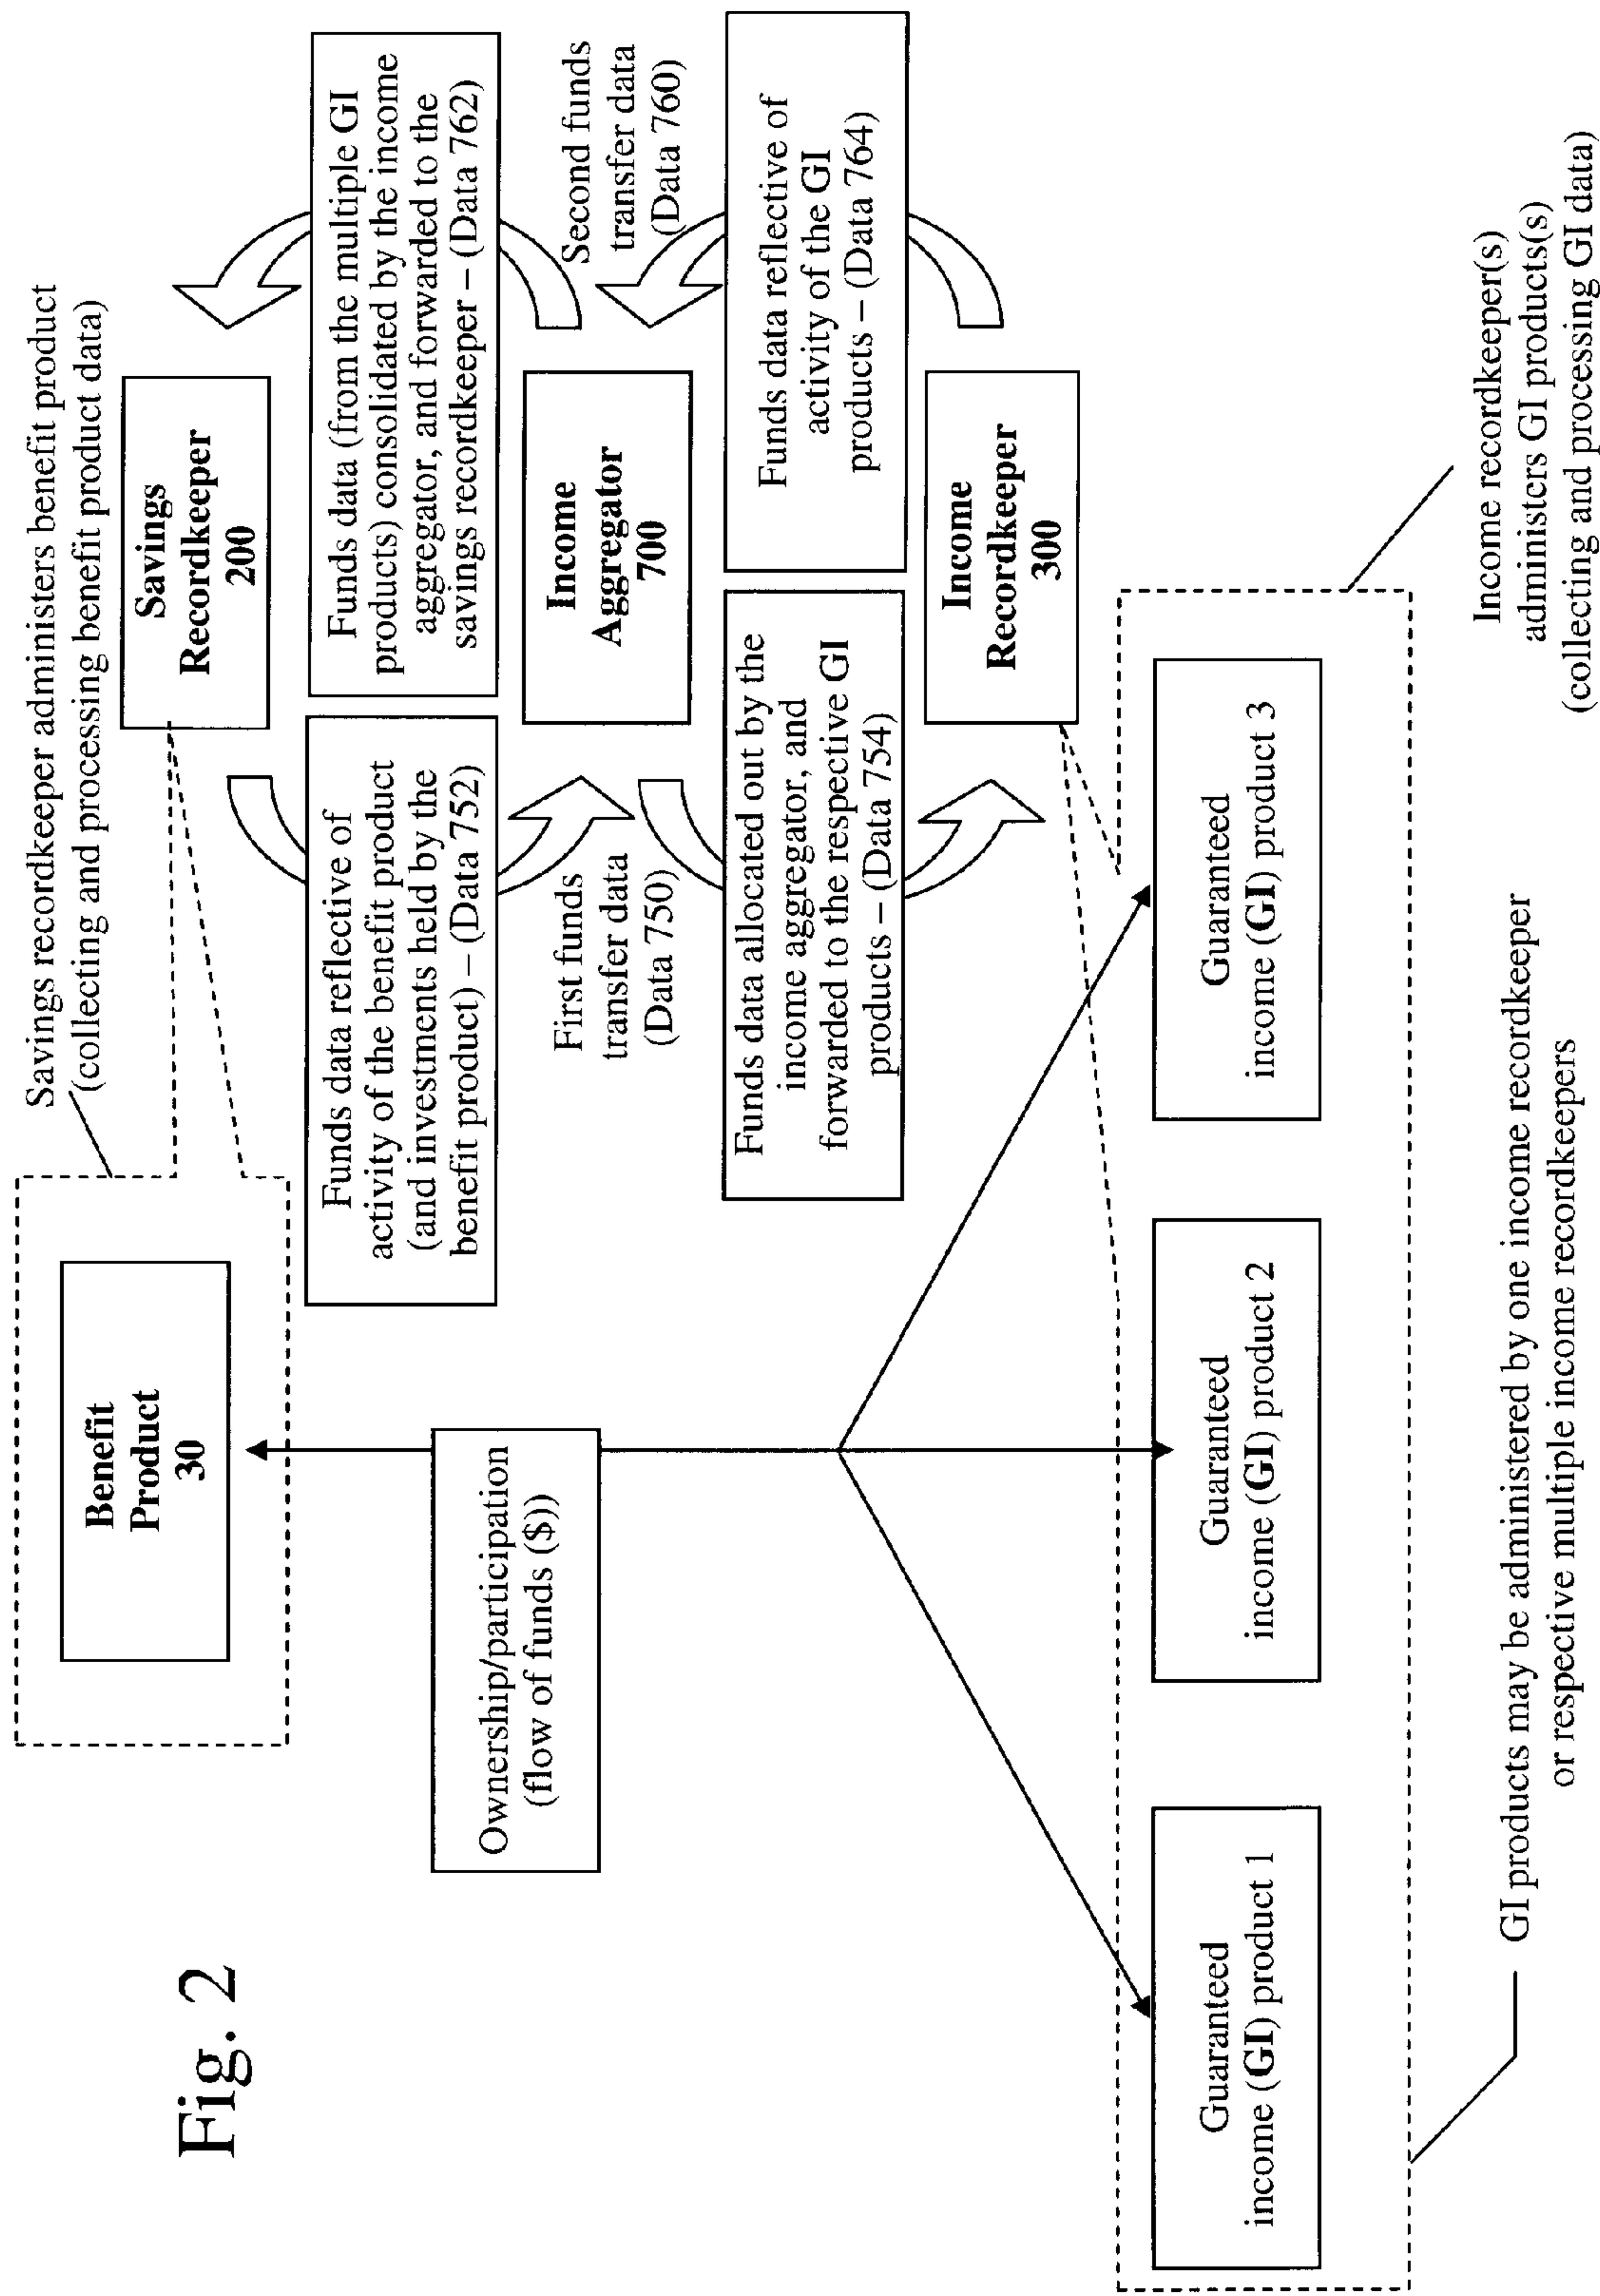 Fig. 2
Savings recordkeeper administers benefit product
(collecting and processing benefit product data)
Benefit
Product
30
Savings
Recordkeeper
200
Funds data reflective of
activity of the benefit product
(and investments held by the
benefit product) – (Data 752)
Funds data (from the multiple GI
products) consolidated by the income
aggregator, and forwarded to the
savings recordkeeper – (Data 762)
Ownership/participation
(flow of funds ($))
First funds
transfer data
(Data 750)
Income
Aggregator
700
Second funds
transfer data
(Data 760)
Funds data allocated out by the
income aggregator, and
forwarded to the respective GI
products – (Data 754)
Funds data reflective of
activity of the GI
products – (Data 764)
Income
Recordkeeper
300
Guaranteed
income (GI) product 1
Guaranteed
income (GI) product 2
Guaranteed
income (GI) product 3
GI products may be administered by one income recordkeeper
or respective multiple income recordkeepers
Income recordkeeper(s)
administers GI products(s)
(collecting and processing GI data)